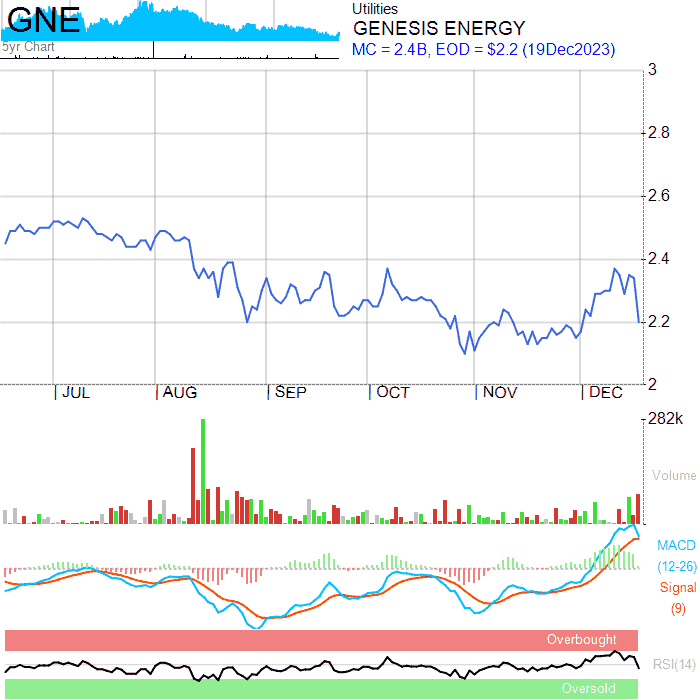 GNE
5yr Chart
Utilities
GENESIS ENERGY
MC = 2.4B, EOD = $2.2 (19Dec2023)
3
2.8
2.6
2.4
2.2
2
JUL
AUG
SEP
OCT
NOV
DEC
282k
Volume
MACD
(12-26)
Signal
(9)
Overbought
RSI(14)
Oversold